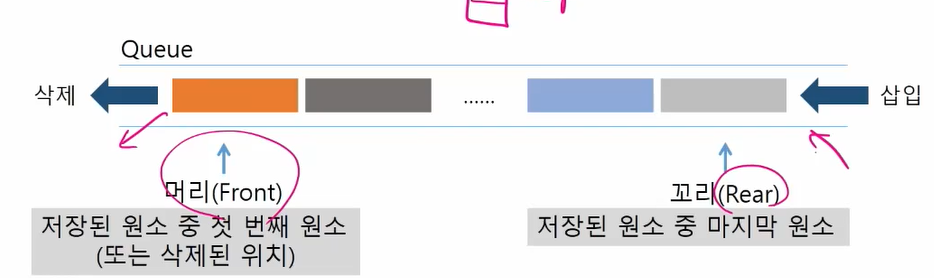 Queue
삭제
......
삽입
머리(Front)
꼬리(Rear)
저장된 원소 중 첫 번째 원소
(또는 삭제된 위치)
저장된 원소 중 마지막 원소